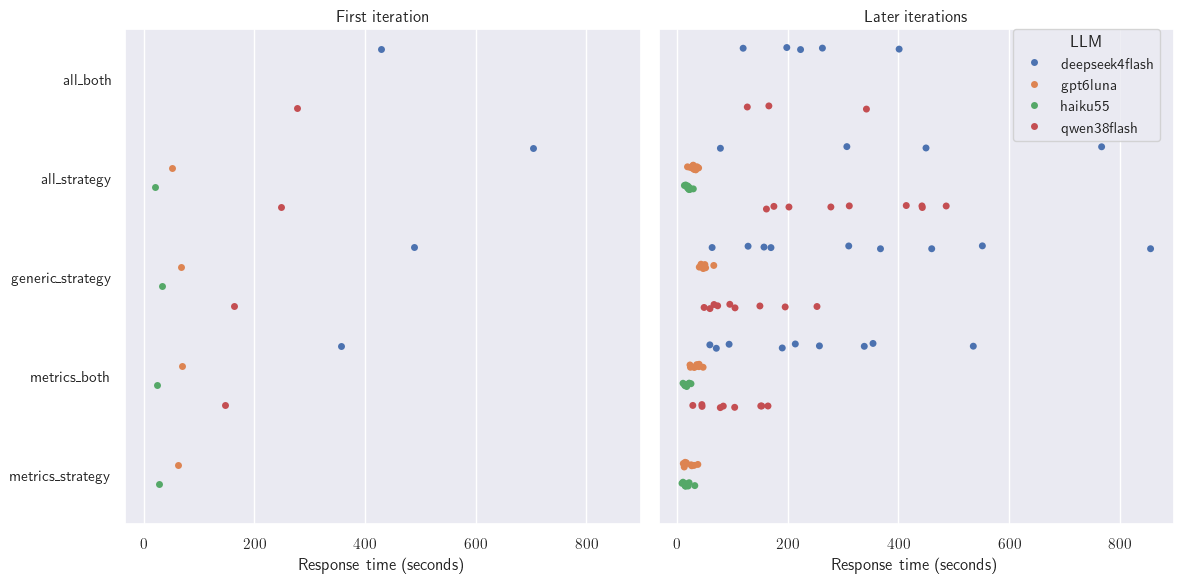 First iteration
Later iterations
LLM
deepseek4flash
gpt6luna
haiku55
qwen38flash
all_both
all_strategy
generic_strategy
metrics_both
metrics_strategy
0 200 400 600 800
0 200 400 600 800
Response time (seconds)
Response time (seconds)